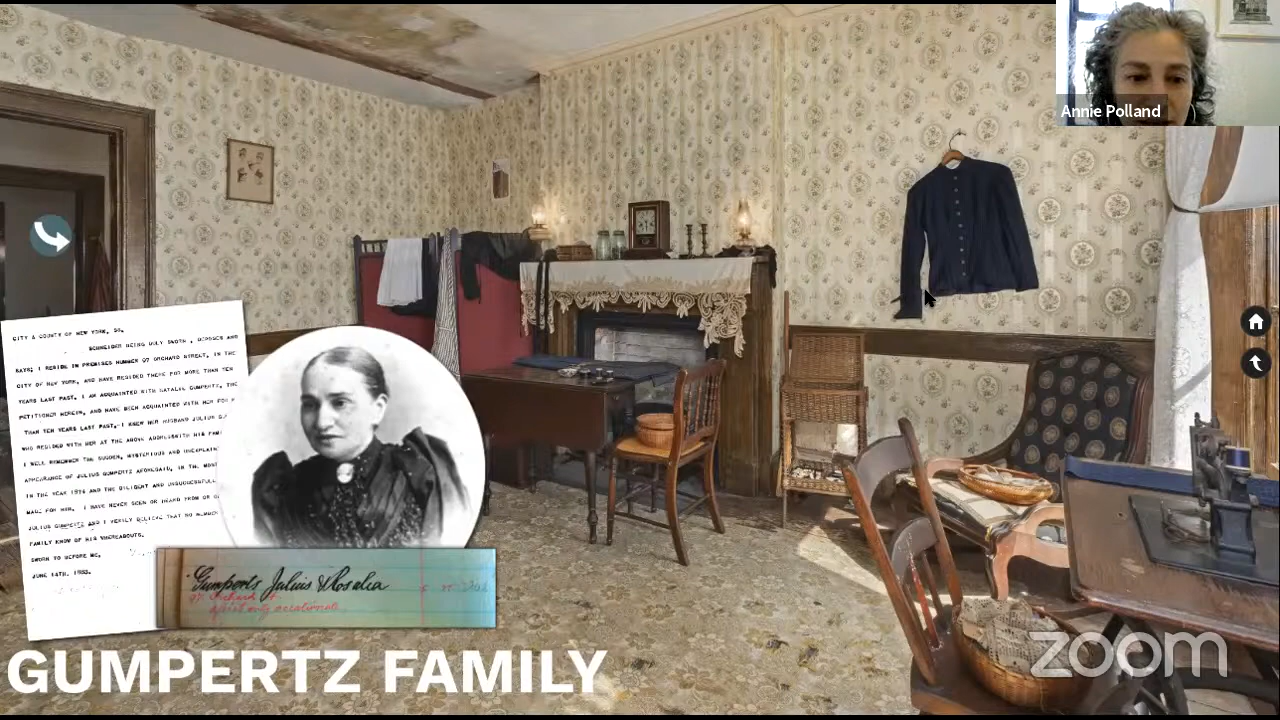 Annie Polland
CITY & COUNTY OF NEW YORK, SS.
SCHNEIDER BEING DULY SWORN, DEPOSES AND
SAYS: I RESIDE IN PREMISES NUMBER 97 ORCHARD STREET, IN THE
CITY OF NEW YORK, AND HAVE RESIDED THERE FOR MORE THAN TEN
YEARS LAST PAST. I AM ACQUAINTED WITH NATALIE GUMPERTZ, THE
PETITIONER HEREIN, AND HAVE BEEN ACQUAINTED WITH HER FOR
THAN TEN YEARS LAST PAST. I KNEW HER HUSBAND JULIUS
WHO RESIDED WITH HER AT THE ABOVE HIS
I WELL REMEMBER THE SUDDEN, MYSTERIOUS AND
APPEARANCE OF JULIUS GUMPERTZ AFORESAID, IN THE
IN THE YEAR AND THE DILIGENT AND
MADE FOR HIM. I HAVE NEVER SEEN OR HEARD FROM OR
JULIUS GUMPERTZ AND I VERILY BELIEVE THAT NO MEMBER
FAMILY KNOW OF HIS WHEREABOUTS.
SWORN TO BEFORE ME,
JUNE 14TH.
Gumperts Julius & Rosalia
GUMPERTZ FAMILY
zoom